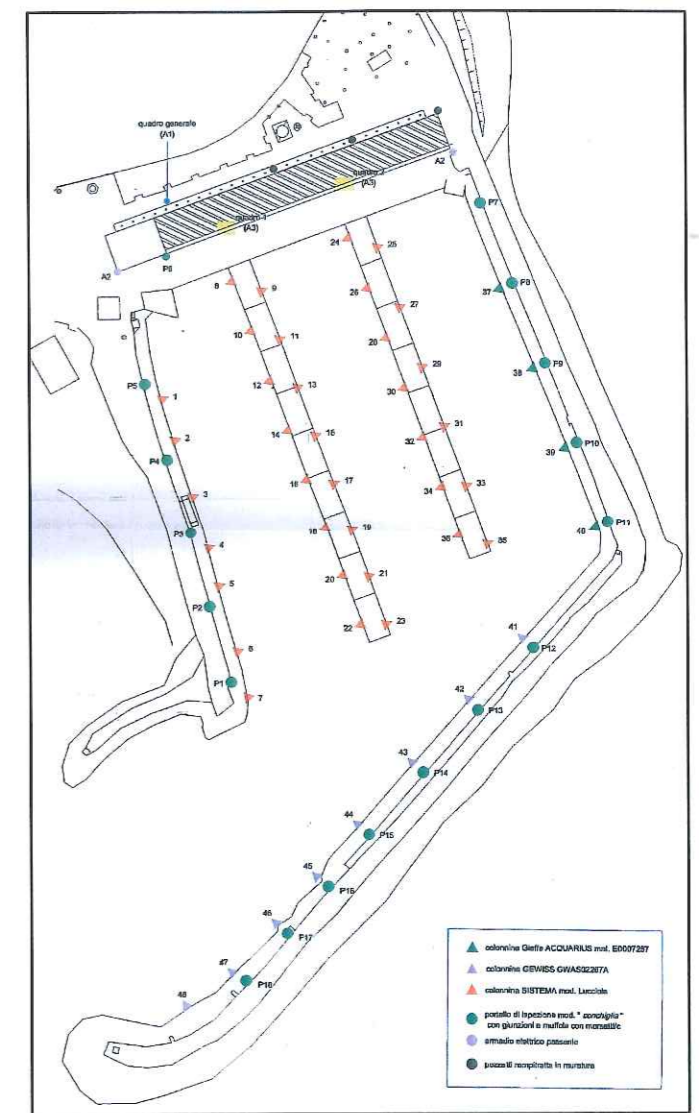 quadro generale
(A1)
A2
quadro 2
(A3)
quadro 1
(A3)
A2
P6
P7
24
25
8
9
26
27
37
P8
10
11
28
29
38
P9
P5
1
12
13
30
31
39
P10
2
14
15
32
P4
3
16
17
34
33
40
P11
P3
4
18
19
36
35
5
20
21
P2
22
23
41
6
P12
P1
7
42
P13
43
P14
44
P15
45
P16
46
P17
47
P18
48
colonnina Gieffe ACQUARIUS mod. E0007287
colonnina GEWISS GWAS02207A
colonnina SISTEMA mod. Lucciola
portello di ispezione mod. " conchiglia"
con giunzioni a muffola con morsettie
armadio elettrico passante
pozzetti rompitratta in muratura